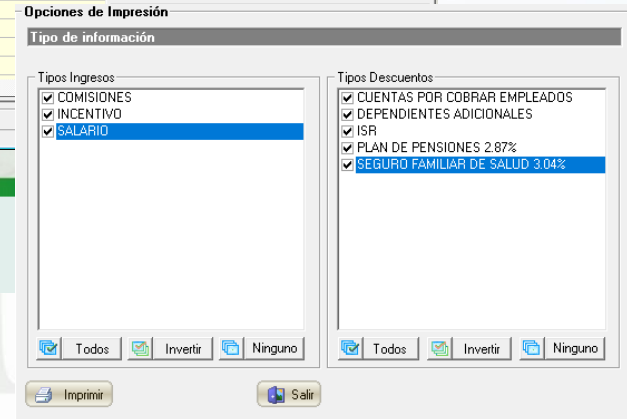 Opciones de Impresión
Tipo de información
Tipos Ingresos
COMISIONES
INCENTIVO
SALARIO
Todos
Invertir
Ninguno
Tipos Descuentos
CUENTAS POR COBRAR EMPLEADOS
DEPENDIENTES ADICIONALES
ISR
PLAN DE PENSIONES 2.87%
SEGURO FAMILIAR DE SALUD 3.04%
Todos
Invertir
Ninguno
Imprimir
Salir